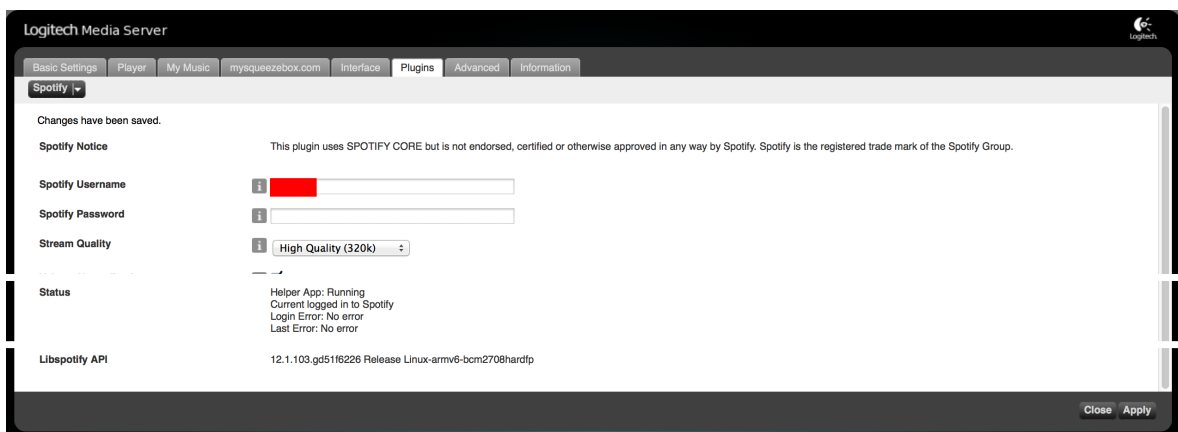 Logitech Media Server
Logitech
Basic Settings Player My Music mysqueezebox.com Interface Plugins Advanced Information
Spotify
Changes have been saved.
Spotify Notice This plugin uses SPOTIFY CORE but is not endorsed, certified or otherwise approved in any way by Spotify. Spotify is the registered trade mark of the Spotify Group.
Spotify Username i
Spotify Password i
Stream Quality i High Quality (320k)
Status Helper App: Running
Current logged in to Spotify
Login Error: No error
Last Error: No error
Libspotify API 12.1.103.gd51f6226 Release Linux-armv6-bcm2708hardfp
Close Apply